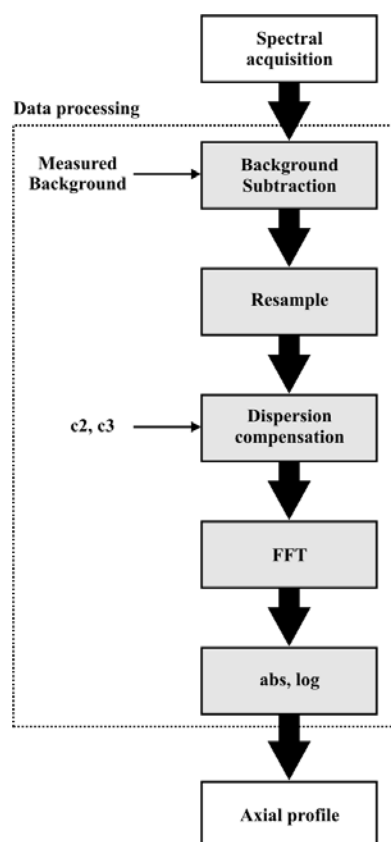 Spectral
acquisition
Data processing
Measured
Background
Background
Subtraction
Resample
c2, c3
Dispersion
compensation
FFT
abs, log
Axial profile